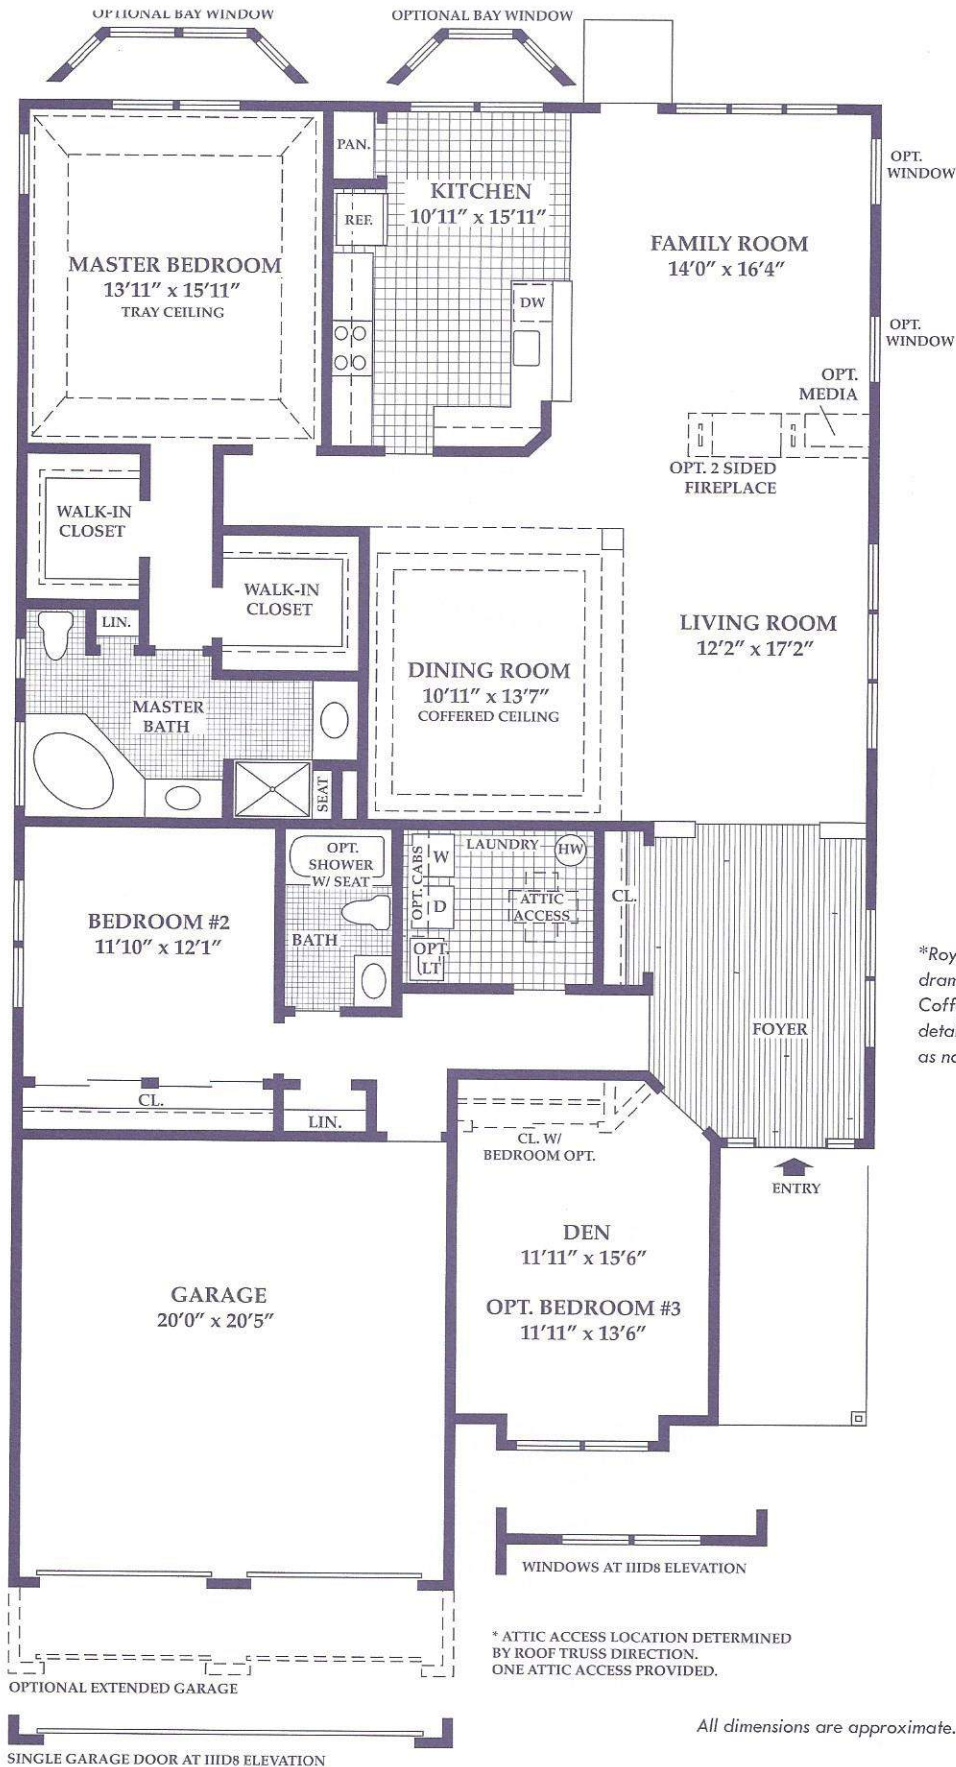 OPTIONAL BAY WINDOW
OPTIONAL BAY WINDOW
PAN.
KITCHEN
10'11" x 15'11"
REF.
OPT.
WINDOW
FAMILY ROOM
14'0" x 16'4"
MASTER BEDROOM
13'11" x 15'11"
TRAY CEILING
DW
OPT.
WINDOW
OPT.
MEDIA
OPT. 2 SIDED
FIREPLACE
WALK-IN
CLOSET
WALK-IN
CLOSET
LIN.
LIVING ROOM
12'2" x 17'2"
DINING ROOM
10'11" x 13'7"
COFFERED CEILING
MASTER
BATH
SEAT
OPT.
SHOWER
W/ SEAT
OPT. CABS
W
LAUNDRY
HW
D
ATTIC
ACCESS
CL.
BEDROOM #2
11'10" x 12'1"
BATH
OPT.
LT
*Roy
dram
Coff
deta
as no
FOYER
CL.
LIN.
CL. W/
BEDROOM OPT.
ENTRY
DEN
11'11" x 15'6"
OPT. BEDROOM #3
11'11" x 13'6"
GARAGE
20'0" x 20'5"
WINDOWS AT IIID8 ELEVATION
* ATTIC ACCESS LOCATION DETERMINED
BY ROOF TRUSS DIRECTION.
ONE ATTIC ACCESS PROVIDED.
OPTIONAL EXTENDED GARAGE
All dimensions are approximate.
SINGLE GARAGE DOOR AT IIID8 ELEVATION